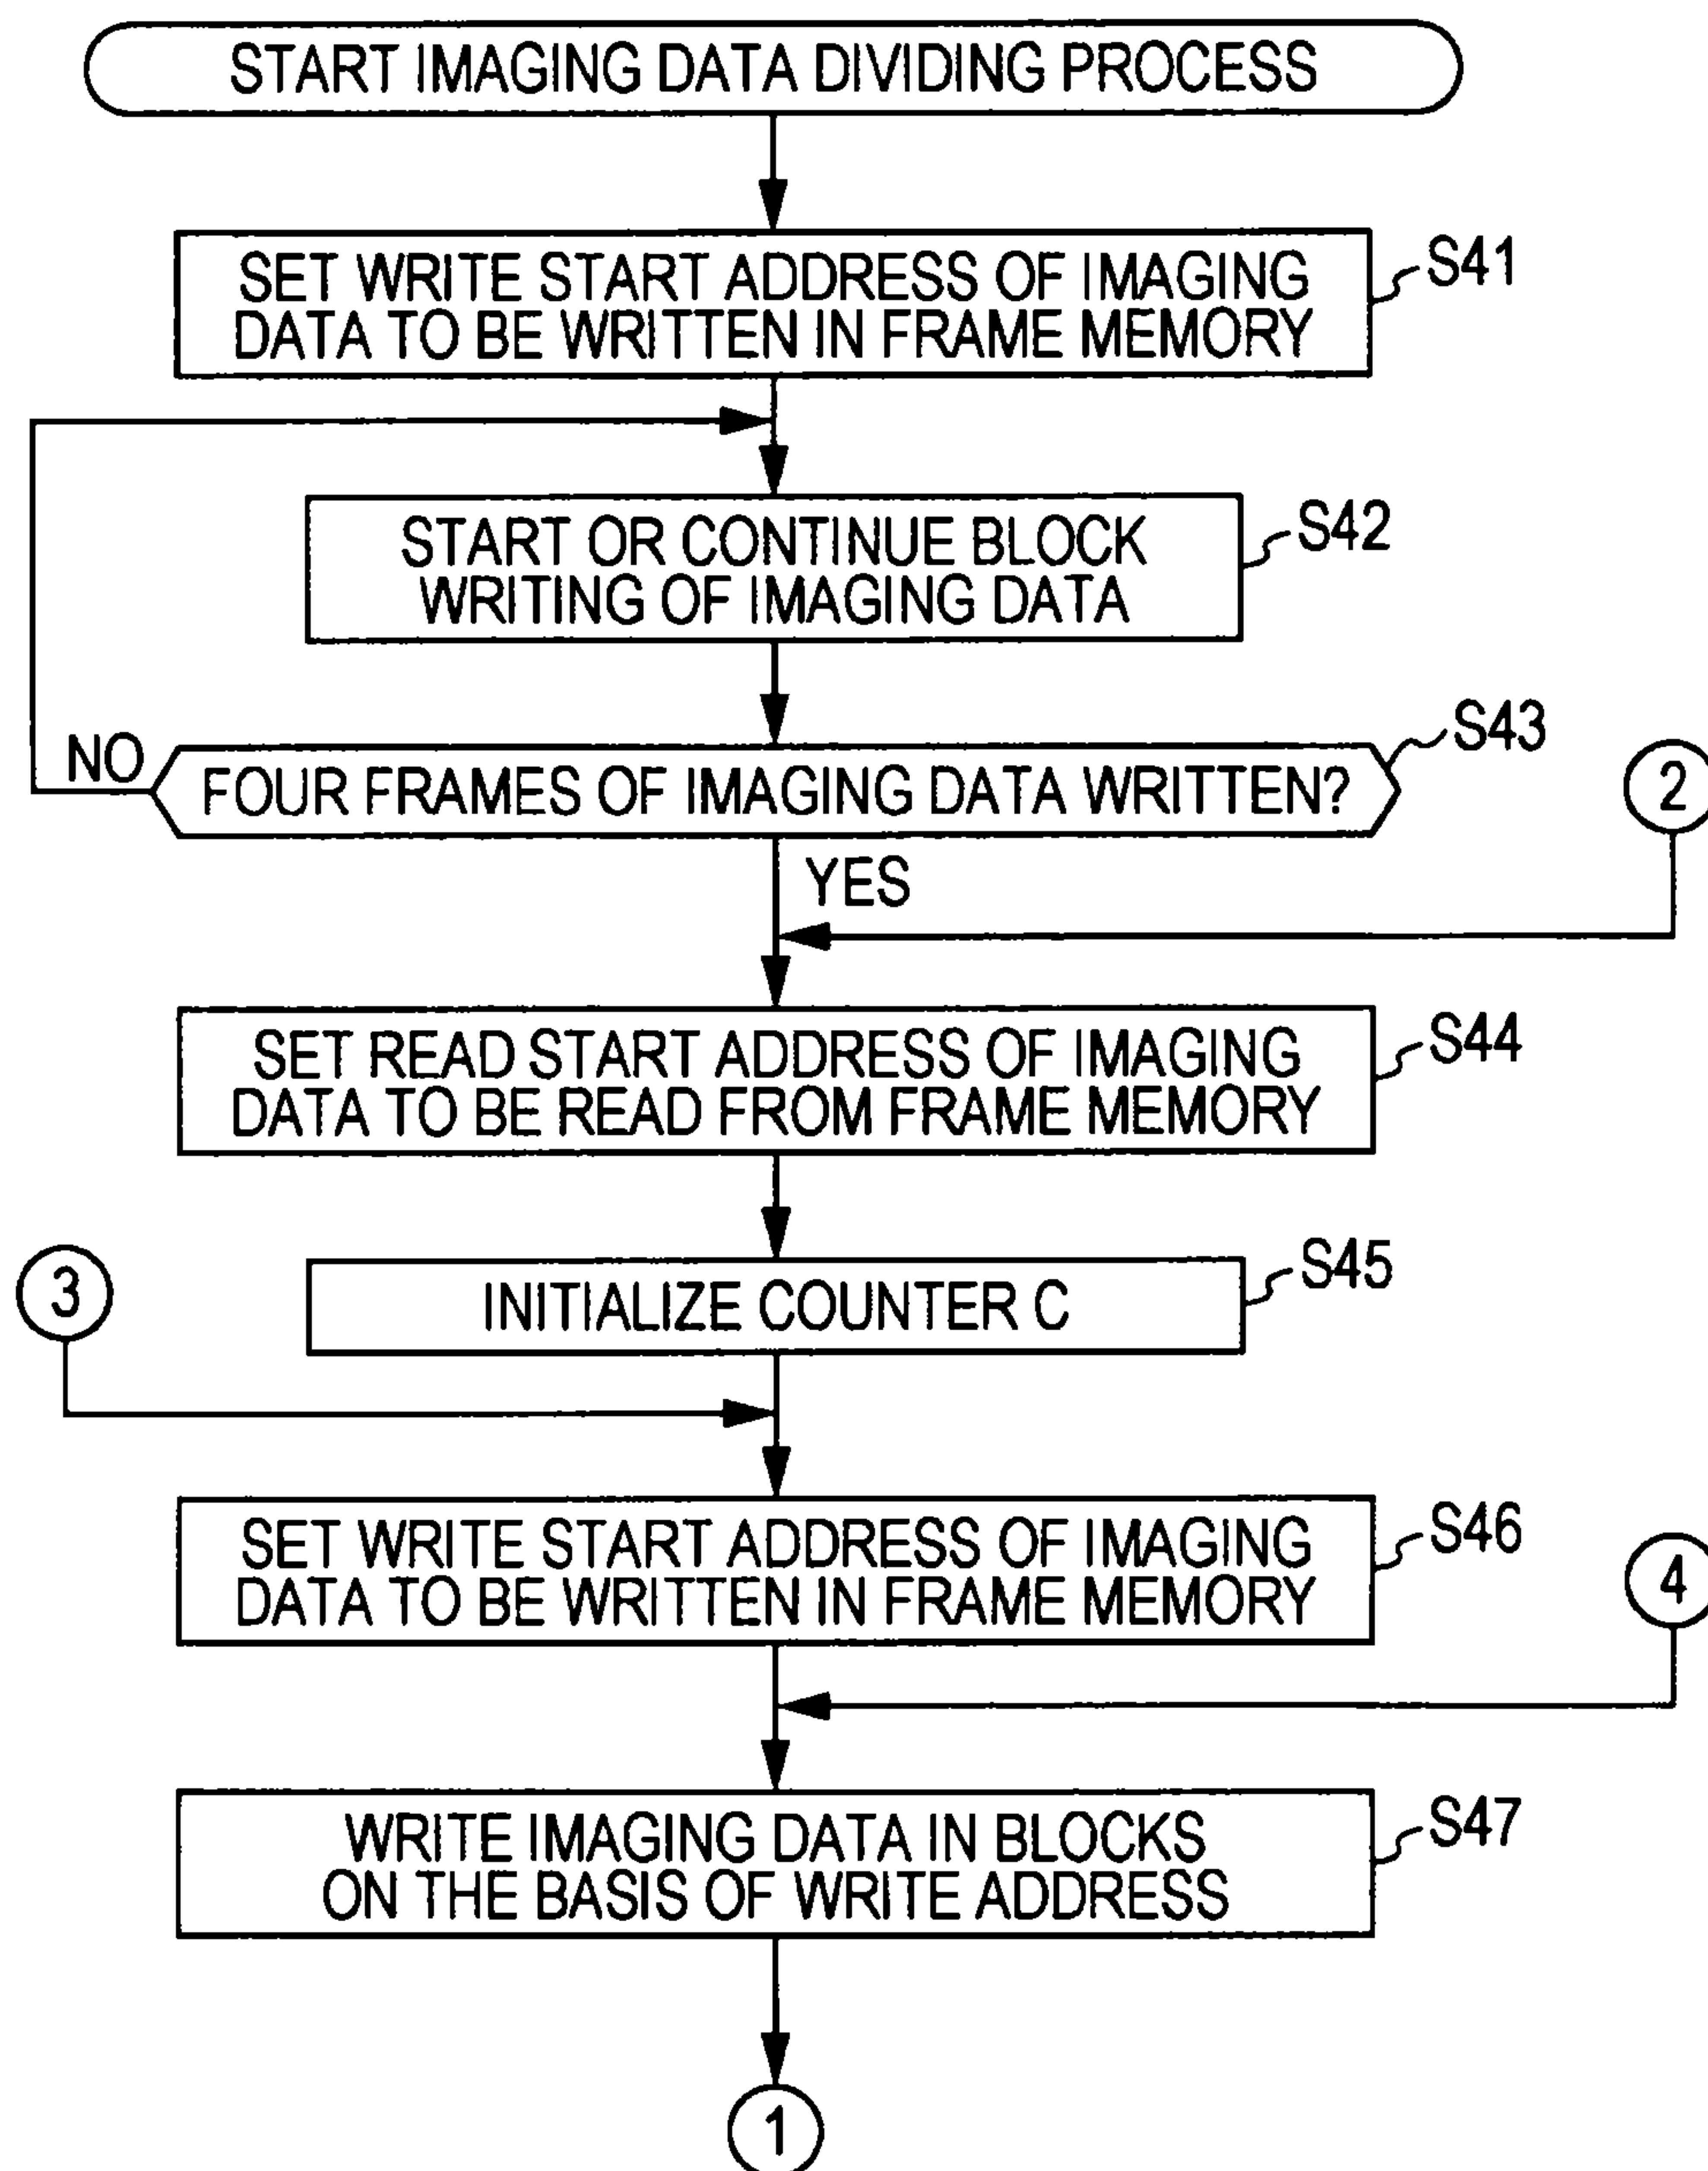 START IMAGING DATA DIVIDING PROCESS
SET WRITE START ADDRESS OF IMAGING
DATA TO BE WRITTEN IN FRAME MEMORY
S41
START OR CONTINUE BLOCK
WRITING OF IMAGING DATA
S42
NO
FOUR FRAMES OF IMAGING DATA WRITTEN?
S43
2
YES
SET READ START ADDRESS OF IMAGING
DATA TO BE READ FROM FRAME MEMORY
S44
3
INITIALIZE COUNTER C
S45
SET WRITE START ADDRESS OF IMAGING
DATA TO BE WRITTEN IN FRAME MEMORY
S46
4
WRITE IMAGING DATA IN BLOCKS
ON THE BASIS OF WRITE ADDRESS
S47
1